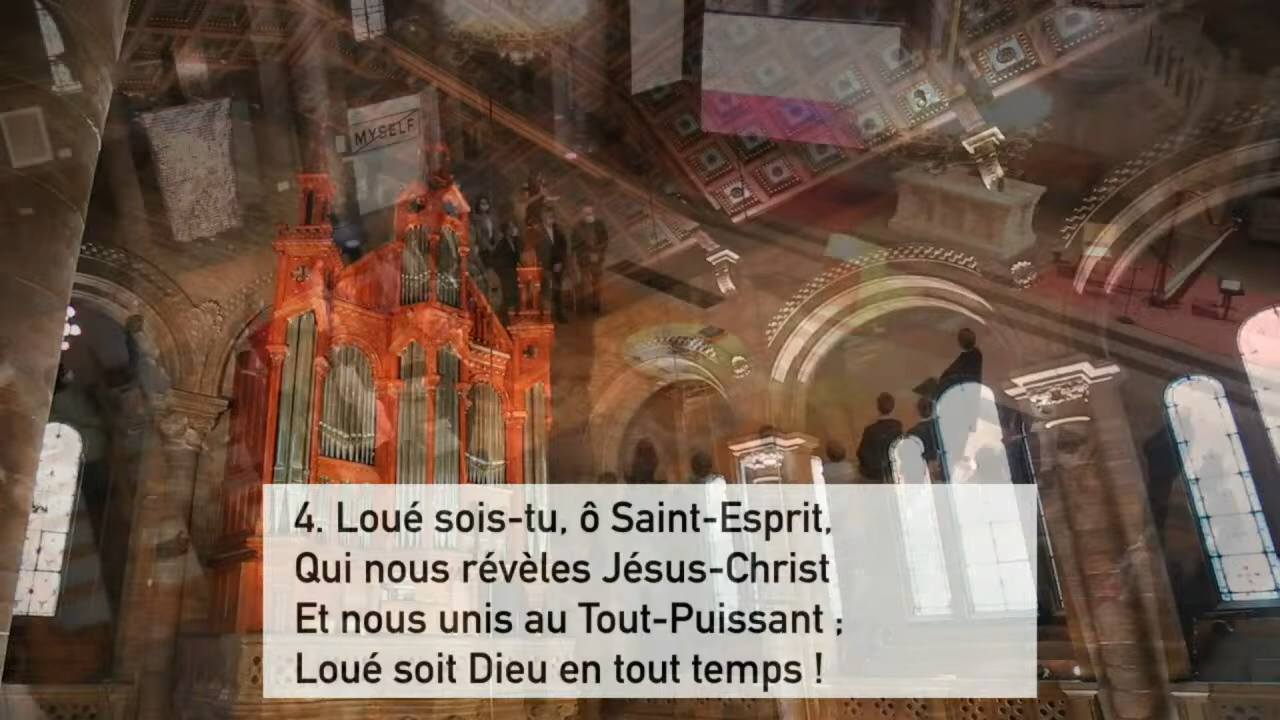 MYSELF
4. Loué sois-tu, ô Saint-Esprit,
Qui nous révèles Jésus-Christ
Et nous unis au Tout-Puissant ;
Loué soit Dieu en tout temps !